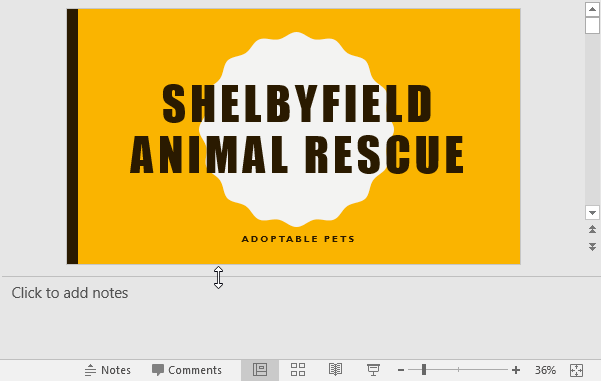 SHELBYFIELD
ANIMAL RESCUE
ADOPTABLE PETS
Click to add notes
Notes Comments 36%